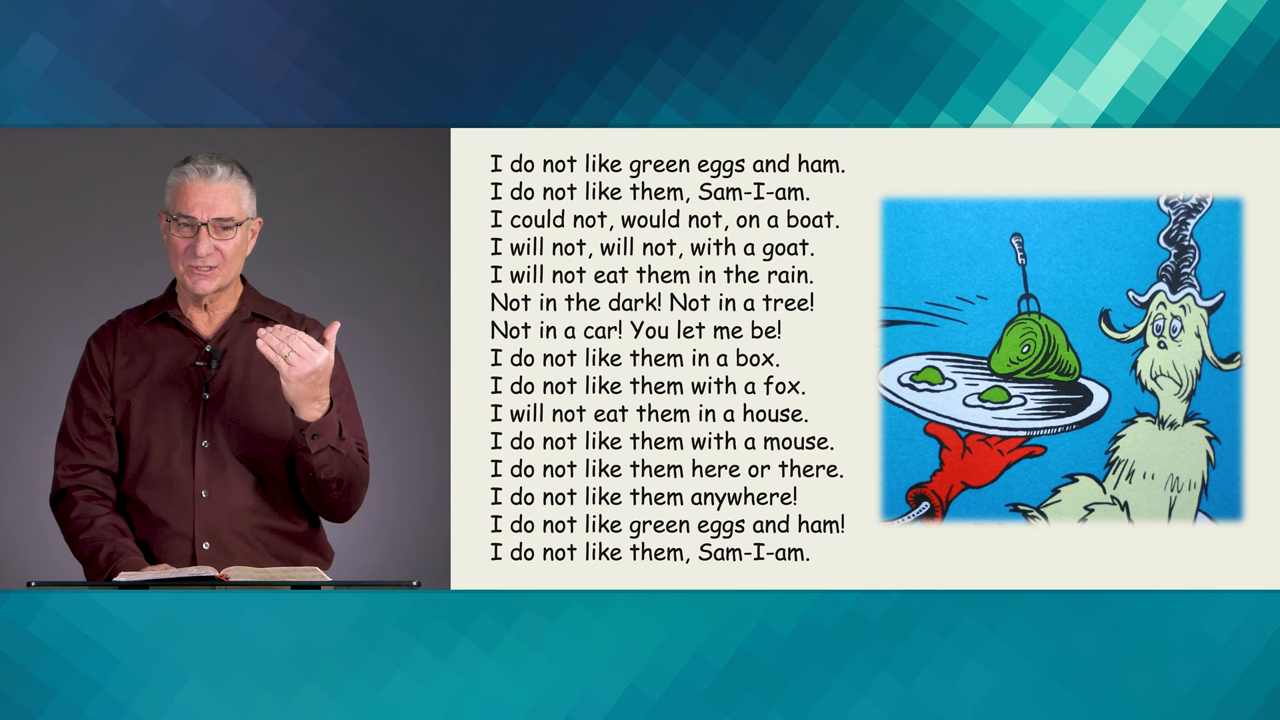 I do not like green eggs and ham.
I do not like them, Sam-I-am.
I could not, would not, on a boat.
I will not, will not, with a goat.
I will not eat them in the rain.
Not in the dark! Not in a tree!
Not in a car! You let me be!
I do not like them in a box.
I do not like them with a fox.
I will not eat them in a house.
I do not like them with a mouse.
I do not like them here or there.
I do not like them anywhere!
I do not like green eggs and ham!
I do not like them, Sam-I-am.